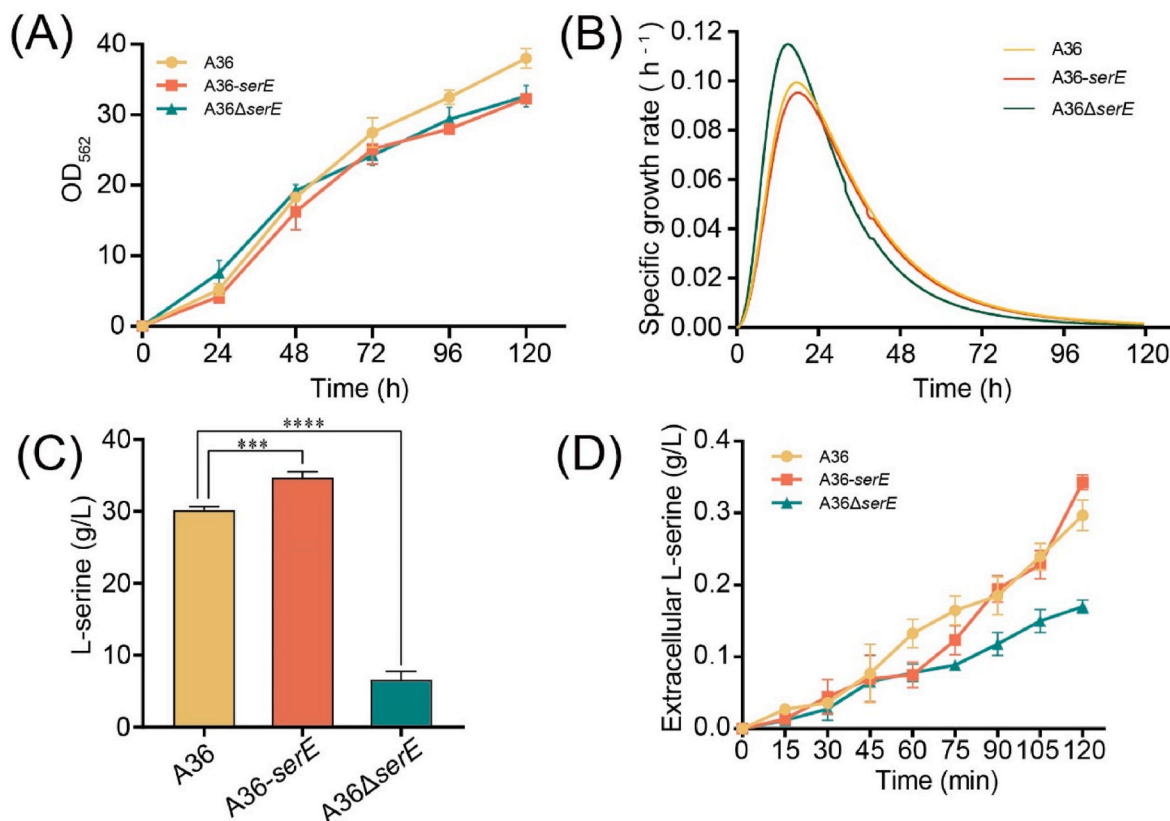 (A)
OD562
40
30
20
10
0
A36
A36-serE
A36ΔserE
0 24 48 72 96 120
Time (h)
(B)
Specific growth rate ( h -1 )
0.12
0.10
0.08
0.06
0.04
0.02
0.00
A36
A36-serE
A36ΔserE
0 24 48 72 96 120
Time (h)
(C)
L-serine (g/L)
40
30
20
10
0
****
***
A36
A36-serE
A36ΔserE
(D)
Extracellular L-serine (g/L)
0.4
0.3
0.2
0.1
0.0
A36
A36-serE
A36ΔserE
0 15 30 45 60 75 90 105 120
Time (min)